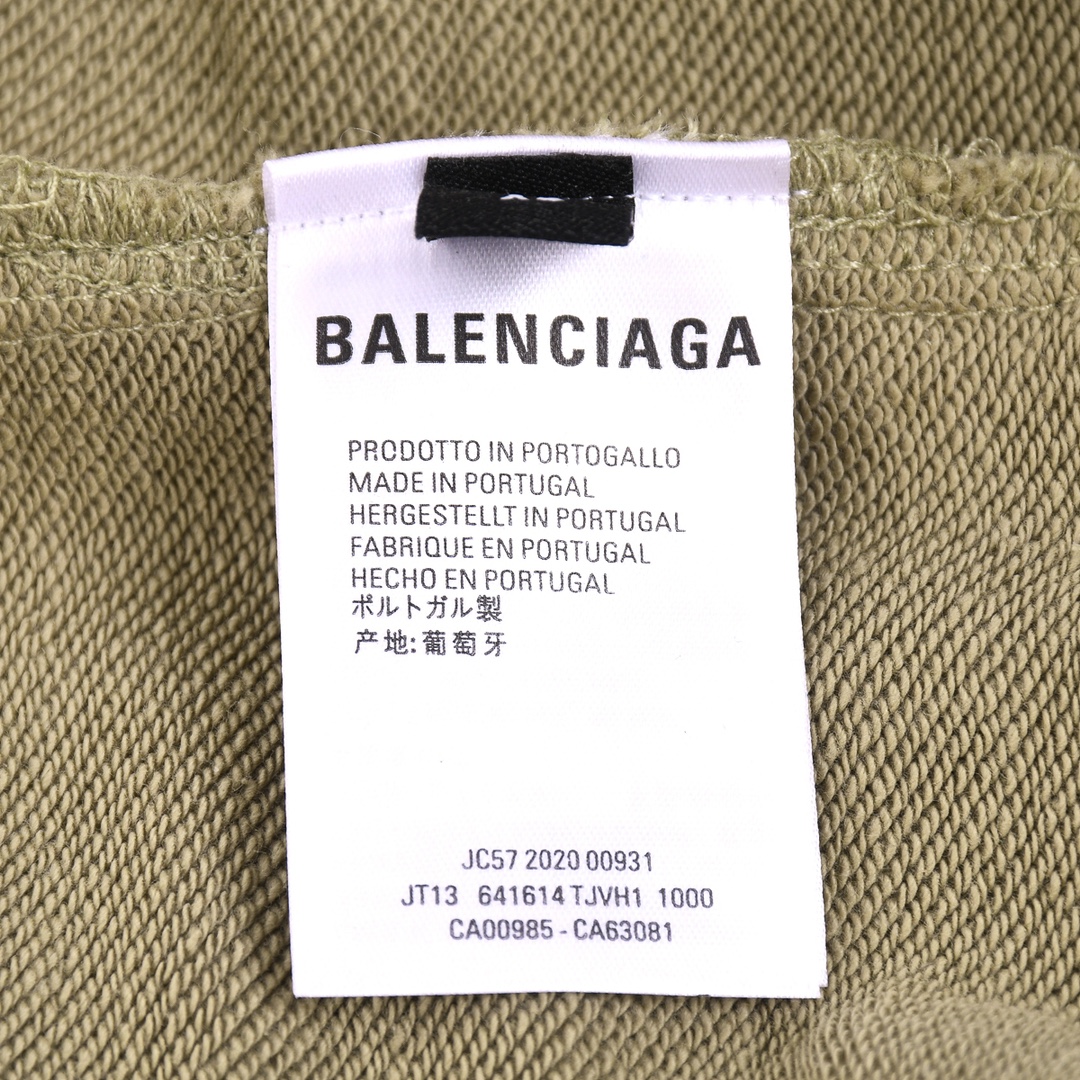 BALENCIAGA
PRODOTTO IN PORTOGALLO
MADE IN PORTUGAL
HERGESTELLT IN PORTUGAL
FABRIQUE EN PORTUGAL
HECHO EN PORTUGAL
ポルトガル製
产地:葡萄牙
JC57 2020 00931
JT13 641614 TJVH1 1000
CA00985 - CA63081